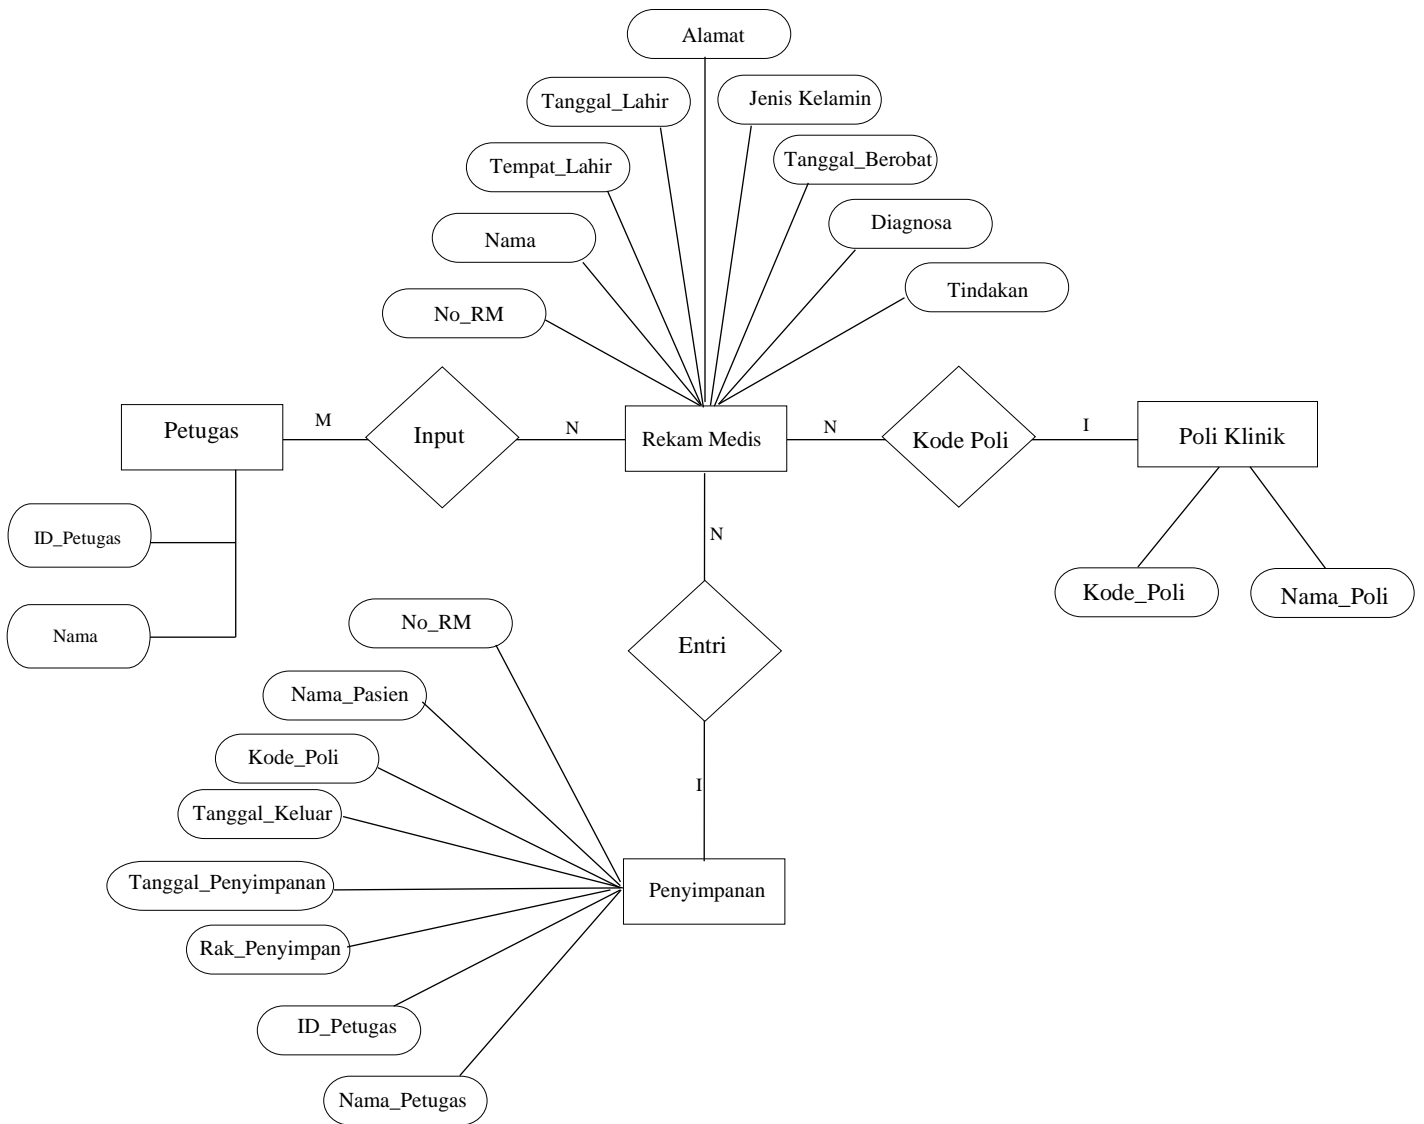 Alamat
Tanggal_Lahir
Jenis Kelamin
Tempat_Lahir
Tanggal_Berobat
Nama
Diagnosa
No_RM
Tindakan
Petugas
M
Input
N
Rekam Medis
N
Kode Poli
I
Poli Klinik
ID_Petugas
Nama
N
Kode_Poli
Nama_Poli
Entri
I
No_RM
Nama_Pasien
Kode_Poli
Tanggal_Keluar
Tanggal_Penyimpanan
Penyimpanan
Rak_Penyimpan
ID_Petugas
Nama_Petugas